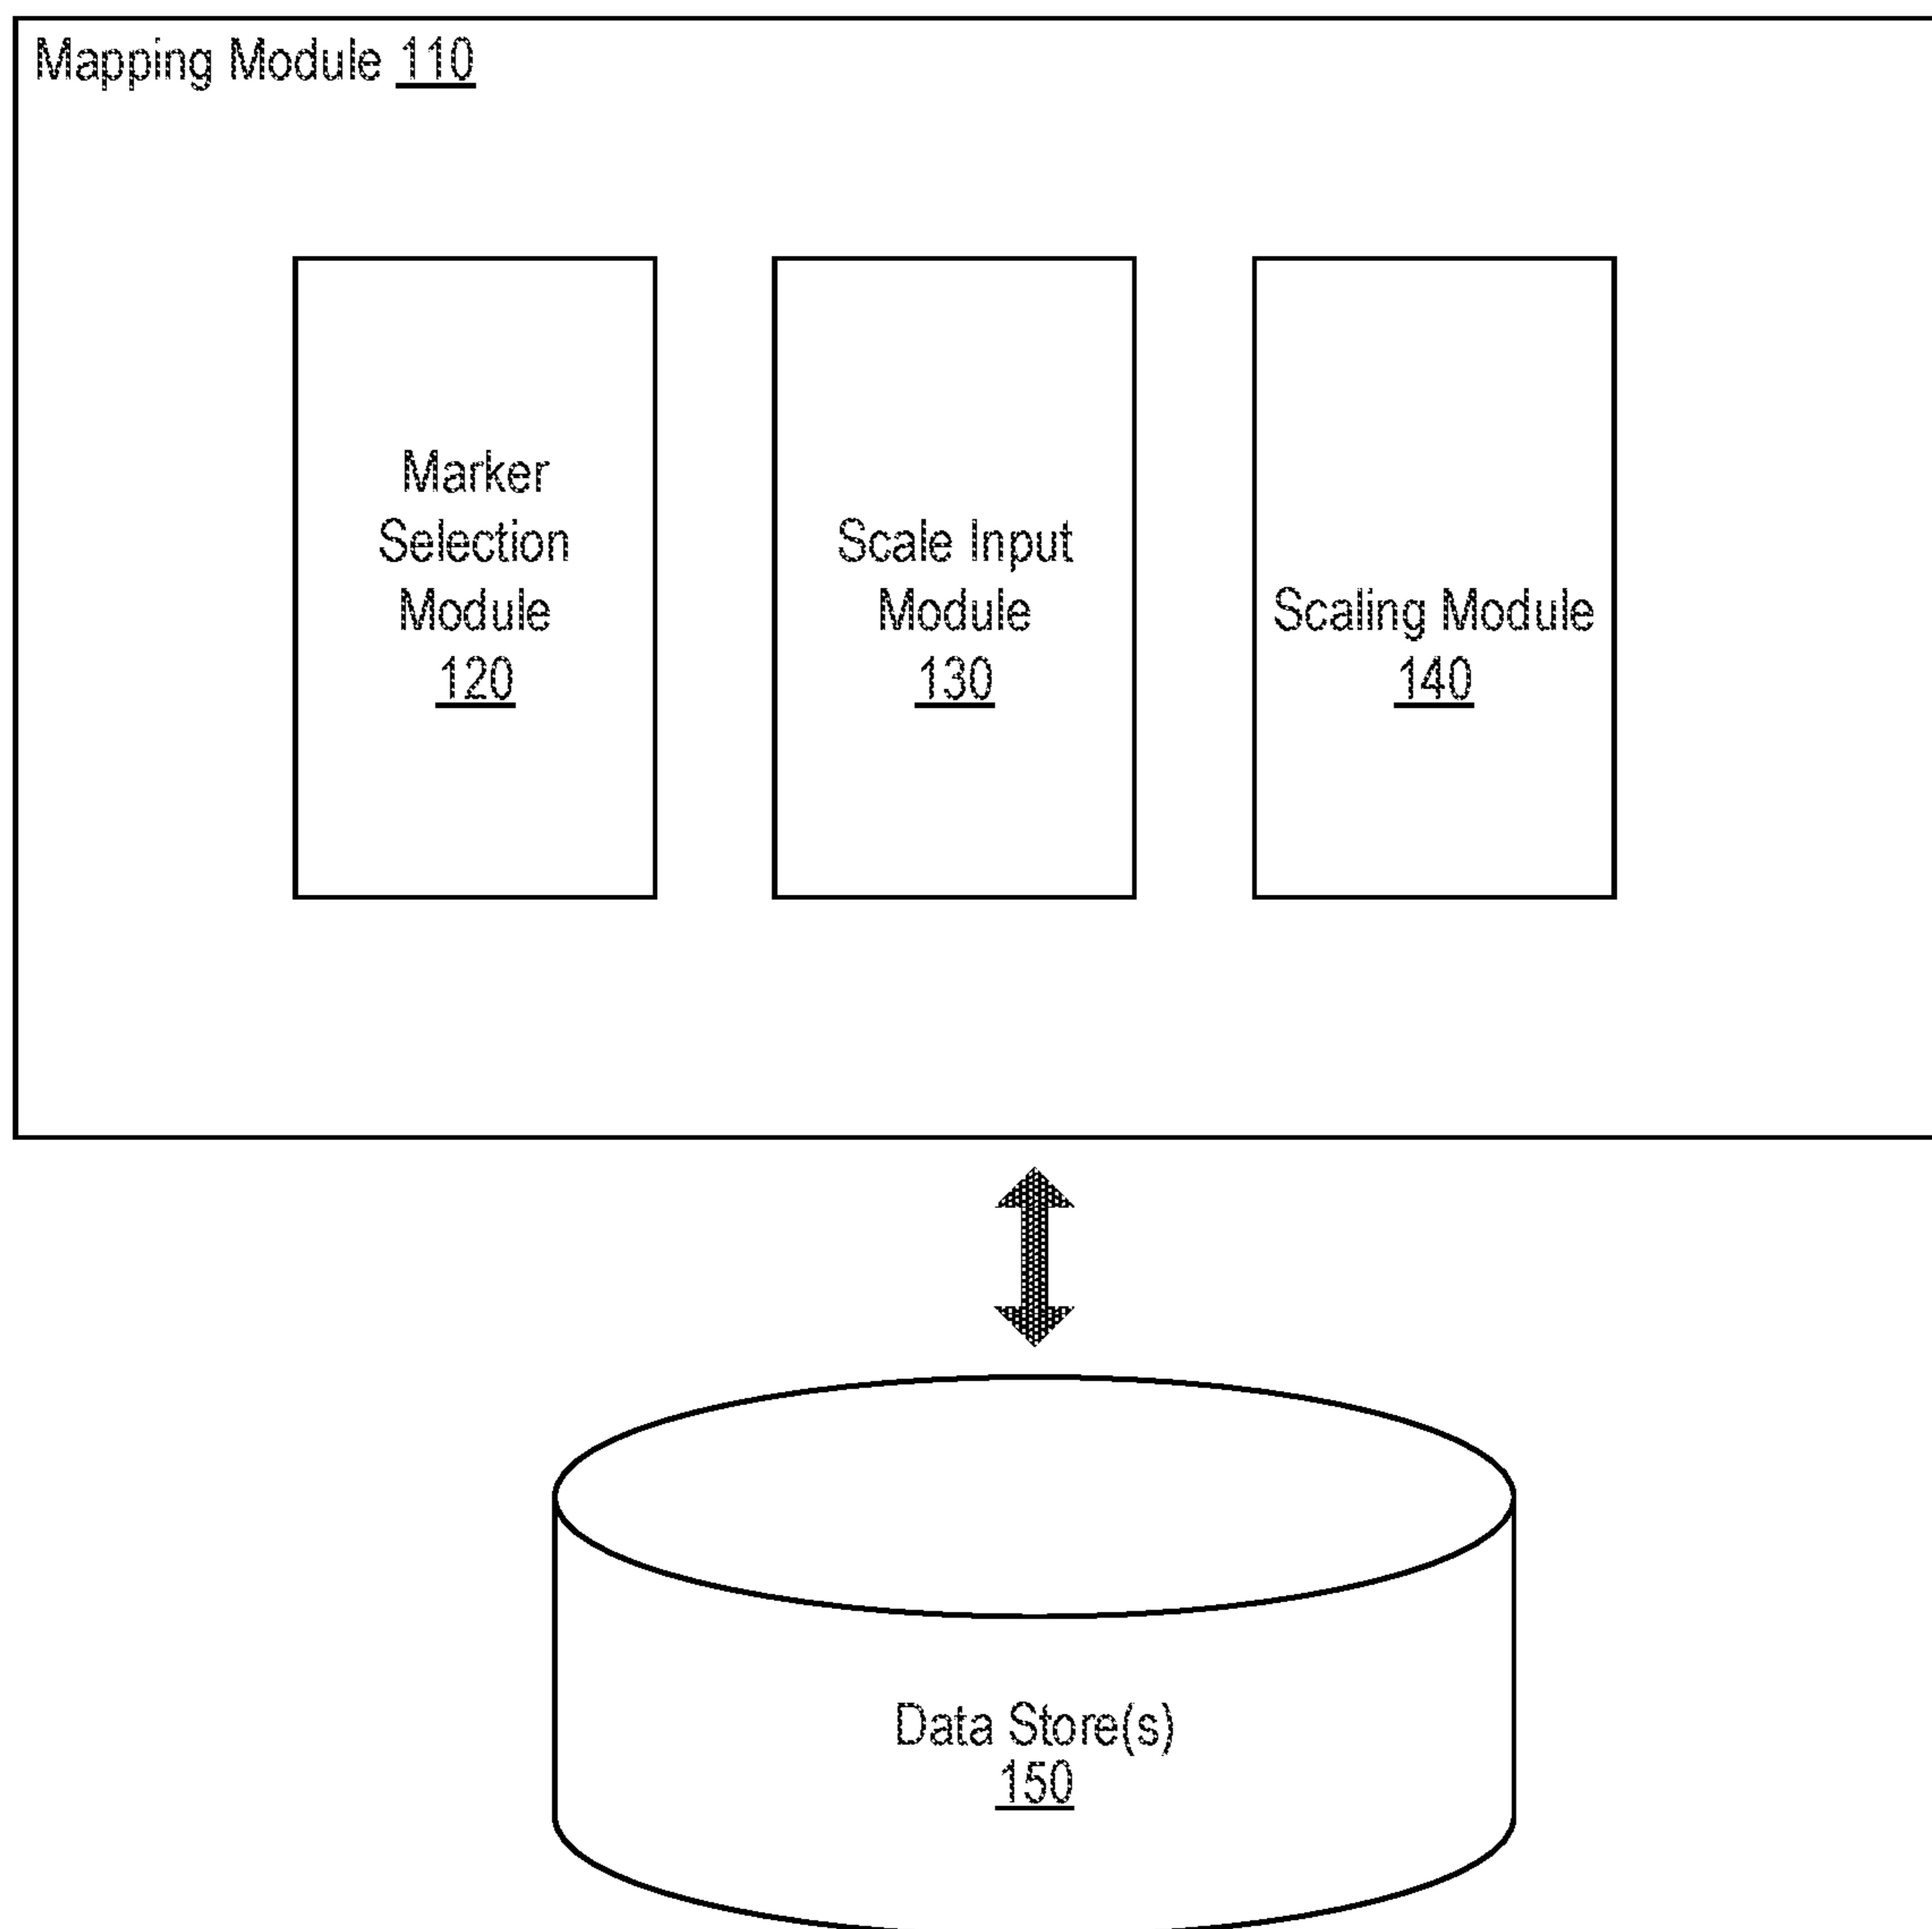 Mapping Module 110
Marker
Selection
Module
120
Scale Input
Module
130
Scaling Module
140
Data Store(s)
150